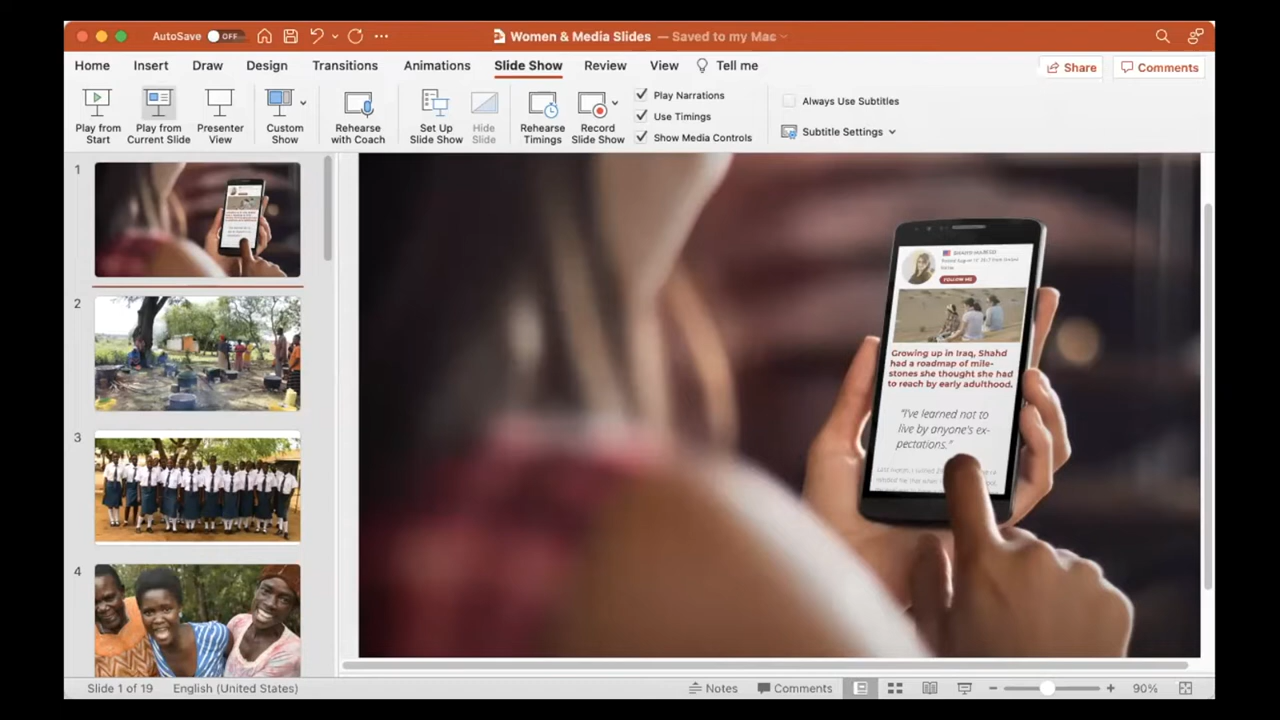 AutoSave OFF
Women & Media Slides — Saved to my Mac
Home Insert Draw Design Transitions Animations Slide Show Review View Tell me
Share Comments
Play from Start
Play from Current Slide
Presenter View
Custom Show
Rehearse with Coach
Set Up Slide Show
Hide Slide
Rehearse Timings
Record Slide Show
Play Narrations
Use Timings
Show Media Controls
Always Use Subtitles
Subtitle Settings
1
2
3
4
FOLLOW ME
Growing up in Iraq, Shahd
had a roadmap of mile-
stones she thought she had
to reach by early adulthood.
"I've learned not to
live by anyone's ex-
pectations."
Slide 1 of 19 English (United States) Notes Comments 90%